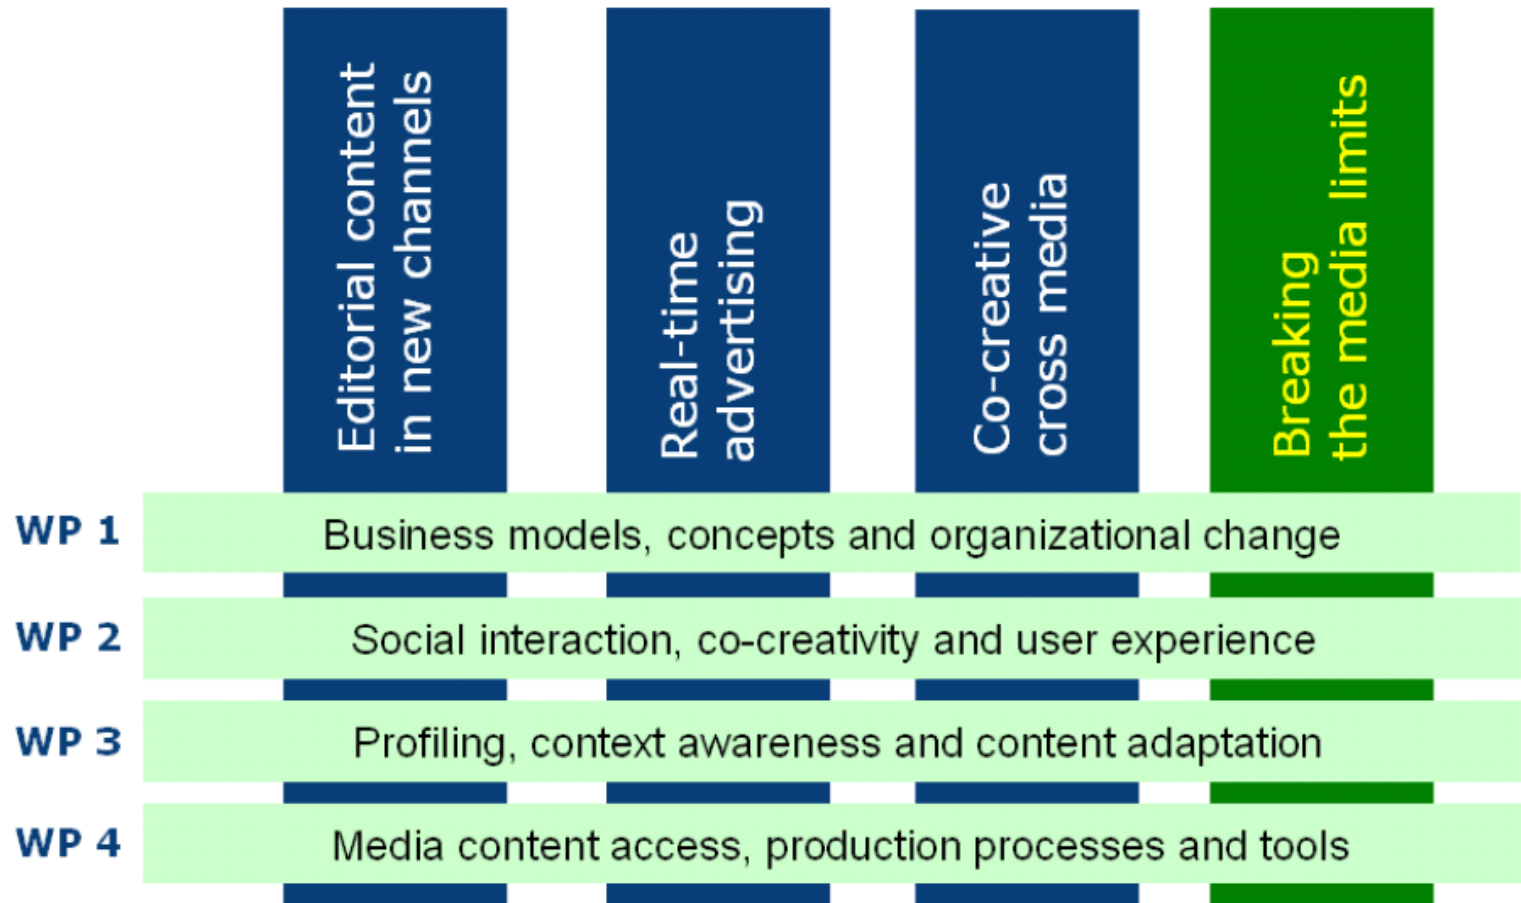 Editorial content
in new channels
Real-time
advertising
Co-creative
cross media
Breaking
the media limits
WP 1
Business models, concepts and organizational change
WP 2
Social interaction, co-creativity and user experience
WP 3
Profiling, context awareness and content adaptation
WP 4
Media content access, production processes and tools